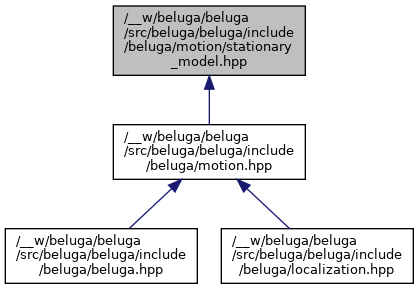 /__w/beluga/beluga
/src/beluga/beluga/include
/beluga/motion/stationary
_model.hpp
/__w/beluga/beluga
/src/beluga/beluga/include
/beluga/motion.hpp
/__w/beluga/beluga
/src/beluga/beluga/include
/beluga/beluga.hpp
/__w/beluga/beluga
/src/beluga/beluga/include
/beluga/localization.hpp